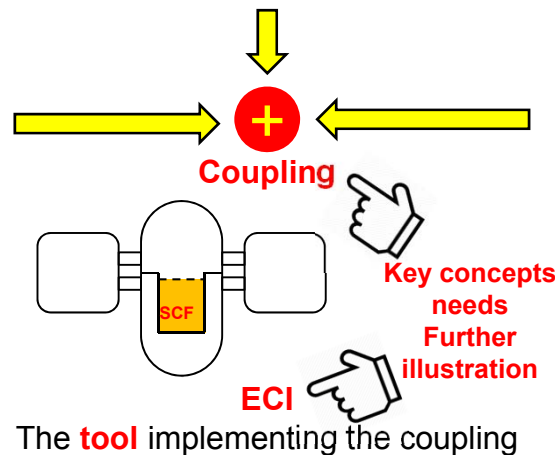 +
Coupling
SCF
Key concepts
needs
Further
illustration
ECI
The tool implementing the coupling